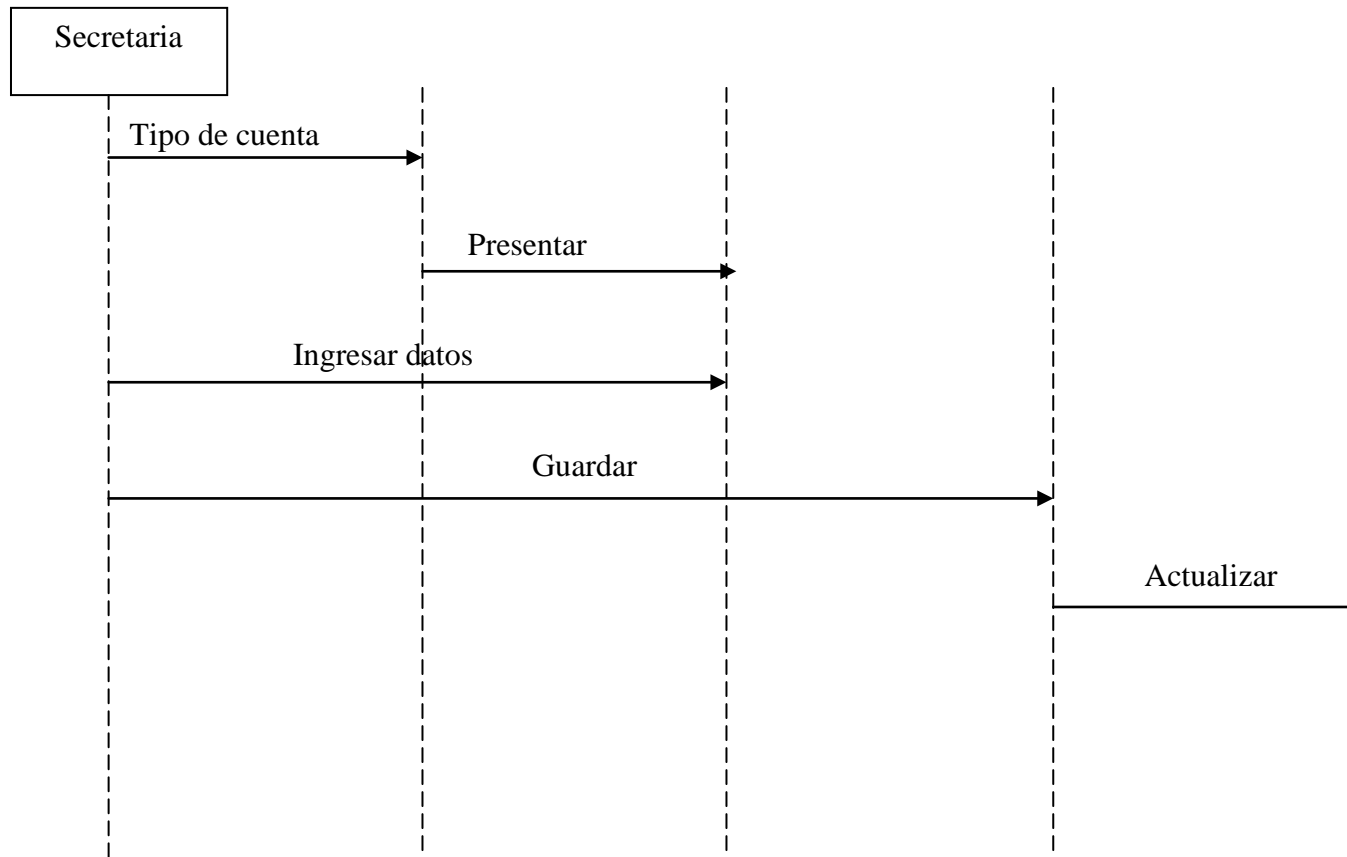 Secretaria
Tipo de cuenta
Presentar
Ingresar datos
Guardar
Actualizar